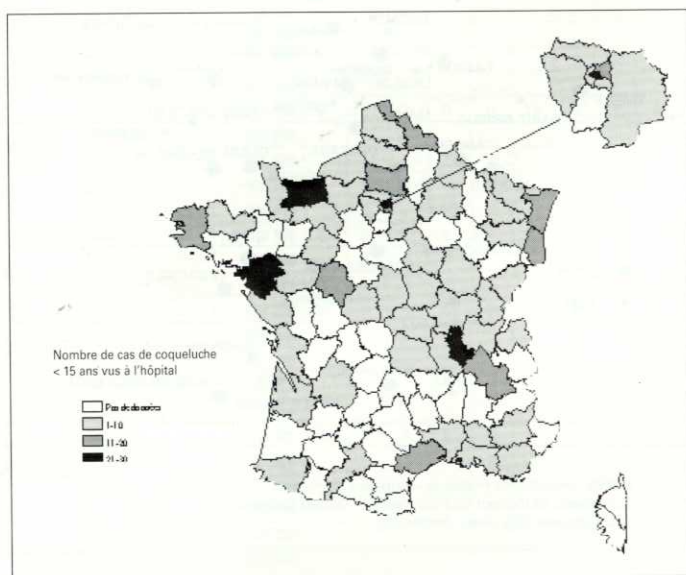 Nombre de cas de coqueluche
< 15 ans vus à l'hôpital
Pas de données
1-10
11-20
21-30